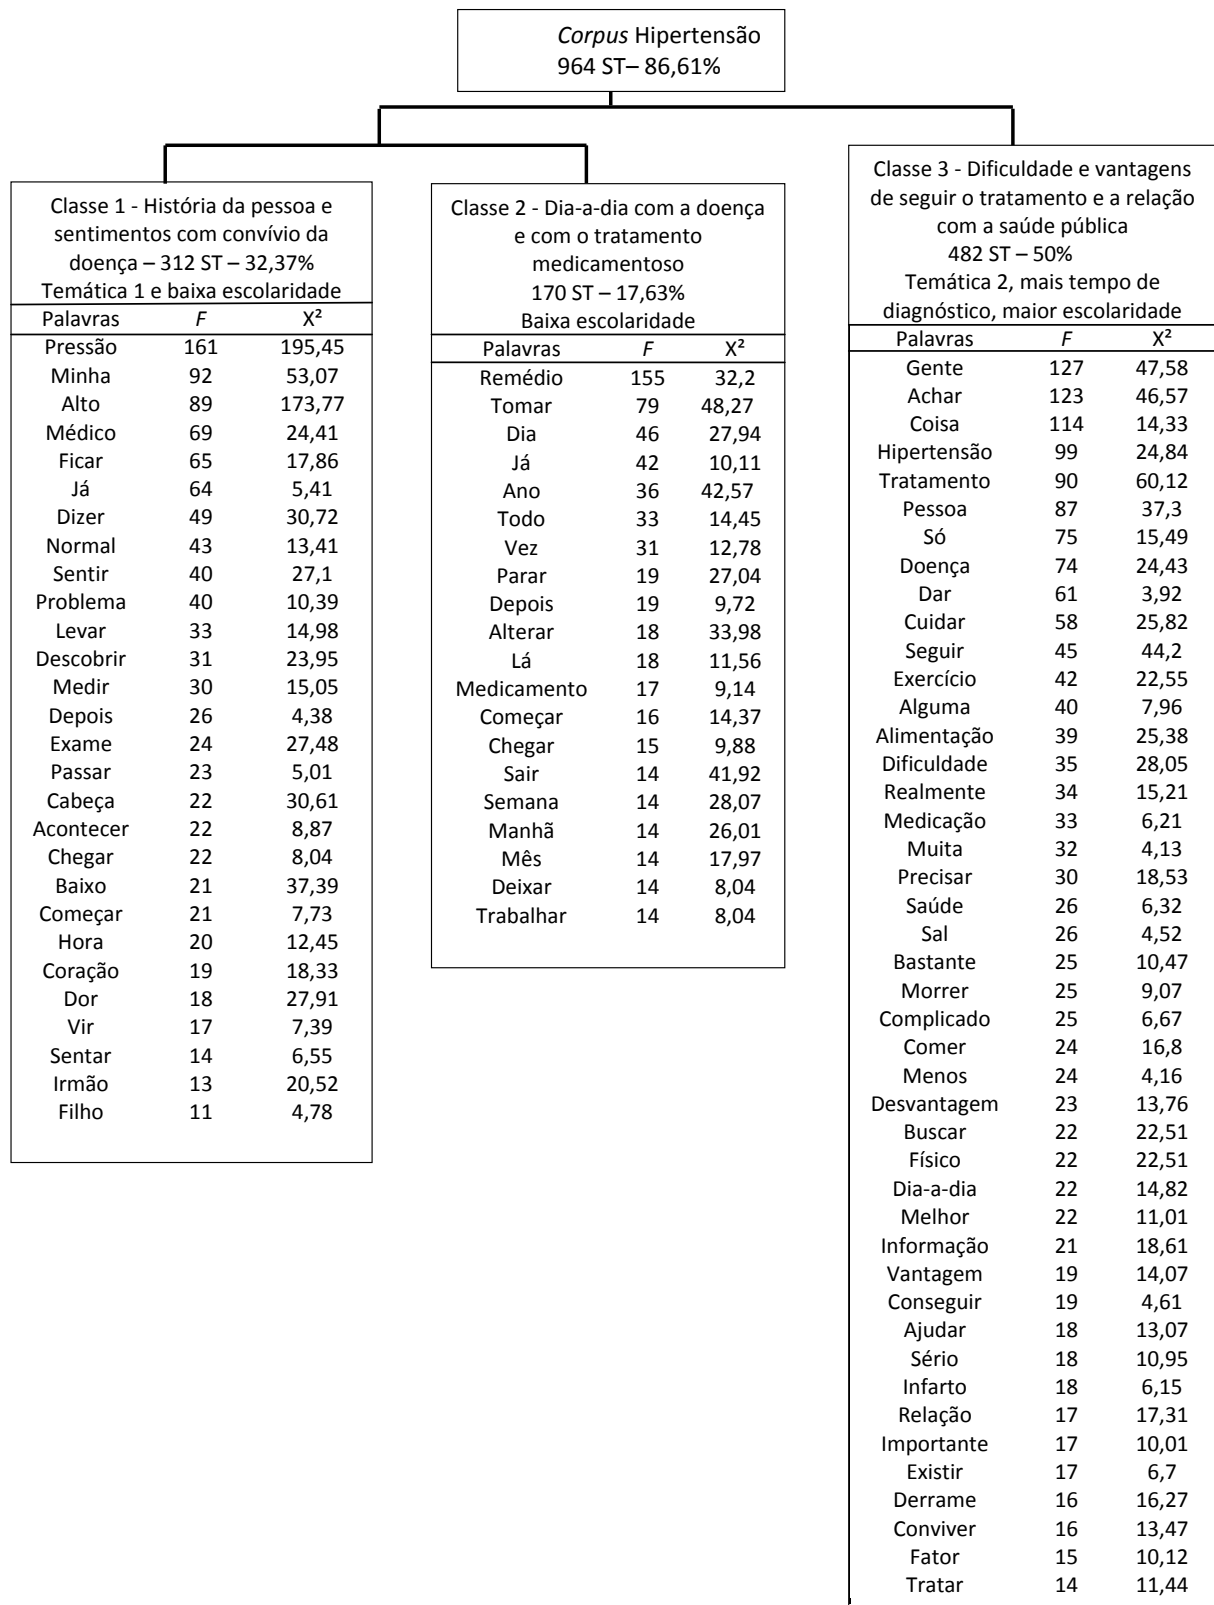 Corpus Hipertensão
964 ST– 86,61%
Classe 1 - História da pessoa e
sentimentos com convívio da
doença – 312 ST – 32,37%
Temática 1 e baixa escolaridade
Palavras F X²
Pressão 161 195,45
Minha 92 53,07
Alto 89 173,77
Médico 69 24,41
Ficar 65 17,86
Já 64 5,41
Dizer 49 30,72
Normal 43 13,41
Sentir 40 27,1
Problema 40 10,39
Levar 33 14,98
Descobrir 31 23,95
Medir 30 15,05
Depois 26 4,38
Exame 24 27,48
Passar 23 5,01
Cabeça 22 30,61
Acontecer 22 8,87
Chegar 22 8,04
Baixo 21 37,39
Começar 21 7,73
Hora 20 12,45
Coração 19 18,33
Dor 18 27,91
Vir 17 7,39
Sentar 14 6,55
Irmão 13 20,52
Filho 11 4,78
Classe 2 - Dia-a-dia com a doença
e com o tratamento
medicamentoso
170 ST – 17,63%
Baixa escolaridade
Palavras F X²
Remédio 155 32,2
Tomar 79 48,27
Dia 46 27,94
Já 42 10,11
Ano 36 42,57
Todo 33 14,45
Vez 31 12,78
Parar 19 27,04
Depois 19 9,72
Alterar 18 33,98
Lá 18 11,56
Medicamento 17 9,14
Começar 16 14,37
Chegar 15 9,88
Sair 14 41,92
Semana 14 28,07
Manhã 14 26,01
Mês 14 17,97
Deixar 14 8,04
Trabalhar 14 8,04
Classe 3 - Dificuldade e vantagens
de seguir o tratamento e a relação
com a saúde pública
482 ST – 50%
Temática 2, mais tempo de
diagnóstico, maior escolaridade
Palavras F X²
Gente 127 47,58
Achar 123 46,57
Coisa 114 14,33
Hipertensão 99 24,84
Tratamento 90 60,12
Pessoa 87 37,3
Só 75 15,49
Doença 74 24,43
Dar 61 3,92
Cuidar 58 25,82
Seguir 45 44,2
Exercício 42 22,55
Alguma 40 7,96
Alimentação 39 25,38
Dificuldade 35 28,05
Realmente 34 15,21
Medicação 33 6,21
Muita 32 4,13
Precisar 30 18,53
Saúde 26 6,32
Sal 26 4,52
Bastante 25 10,47
Morrer 25 9,07
Complicado 25 6,67
Comer 24 16,8
Menos 24 4,16
Desvantagem 23 13,76
Buscar 22 22,51
Físico 22 22,51
Dia-a-dia 22 14,82
Melhor 22 11,01
Informação 21 18,61
Vantagem 19 14,07
Conseguir 19 4,61
Ajudar 18 13,07
Sério 18 10,95
Infarto 18 6,15
Relação 17 17,31
Importante 17 10,01
Existir 17 6,7
Derrame 16 16,27
Conviver 16 13,47
Fator 15 10,12
Tratar 14 11,44